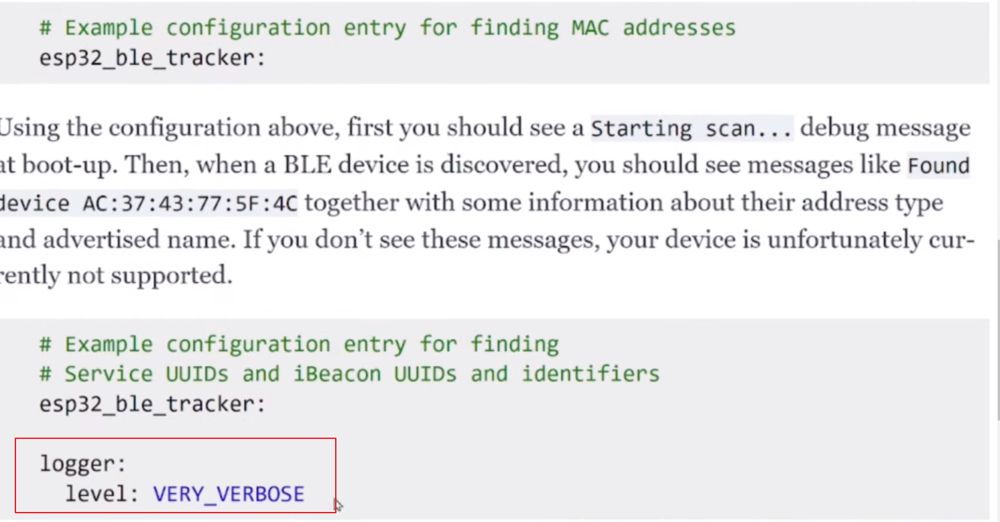 # Example configuration entry for finding MAC addresses
esp32_ble_tracker:
Using the configuration above, first you should see a Starting scan... debug message
at boot-up. Then, when a BLE device is discovered, you should see messages like Found
device AC:37:43:77:5F:4C together with some information about their address type
and advertised name. If you don’t see these messages, your device is unfortunately cur-
rently not supported.
# Example configuration entry for finding
# Service UUIDs and iBeacon UUIDs and identifiers
esp32_ble_tracker:
logger:
  level: VERY_VERBOSE